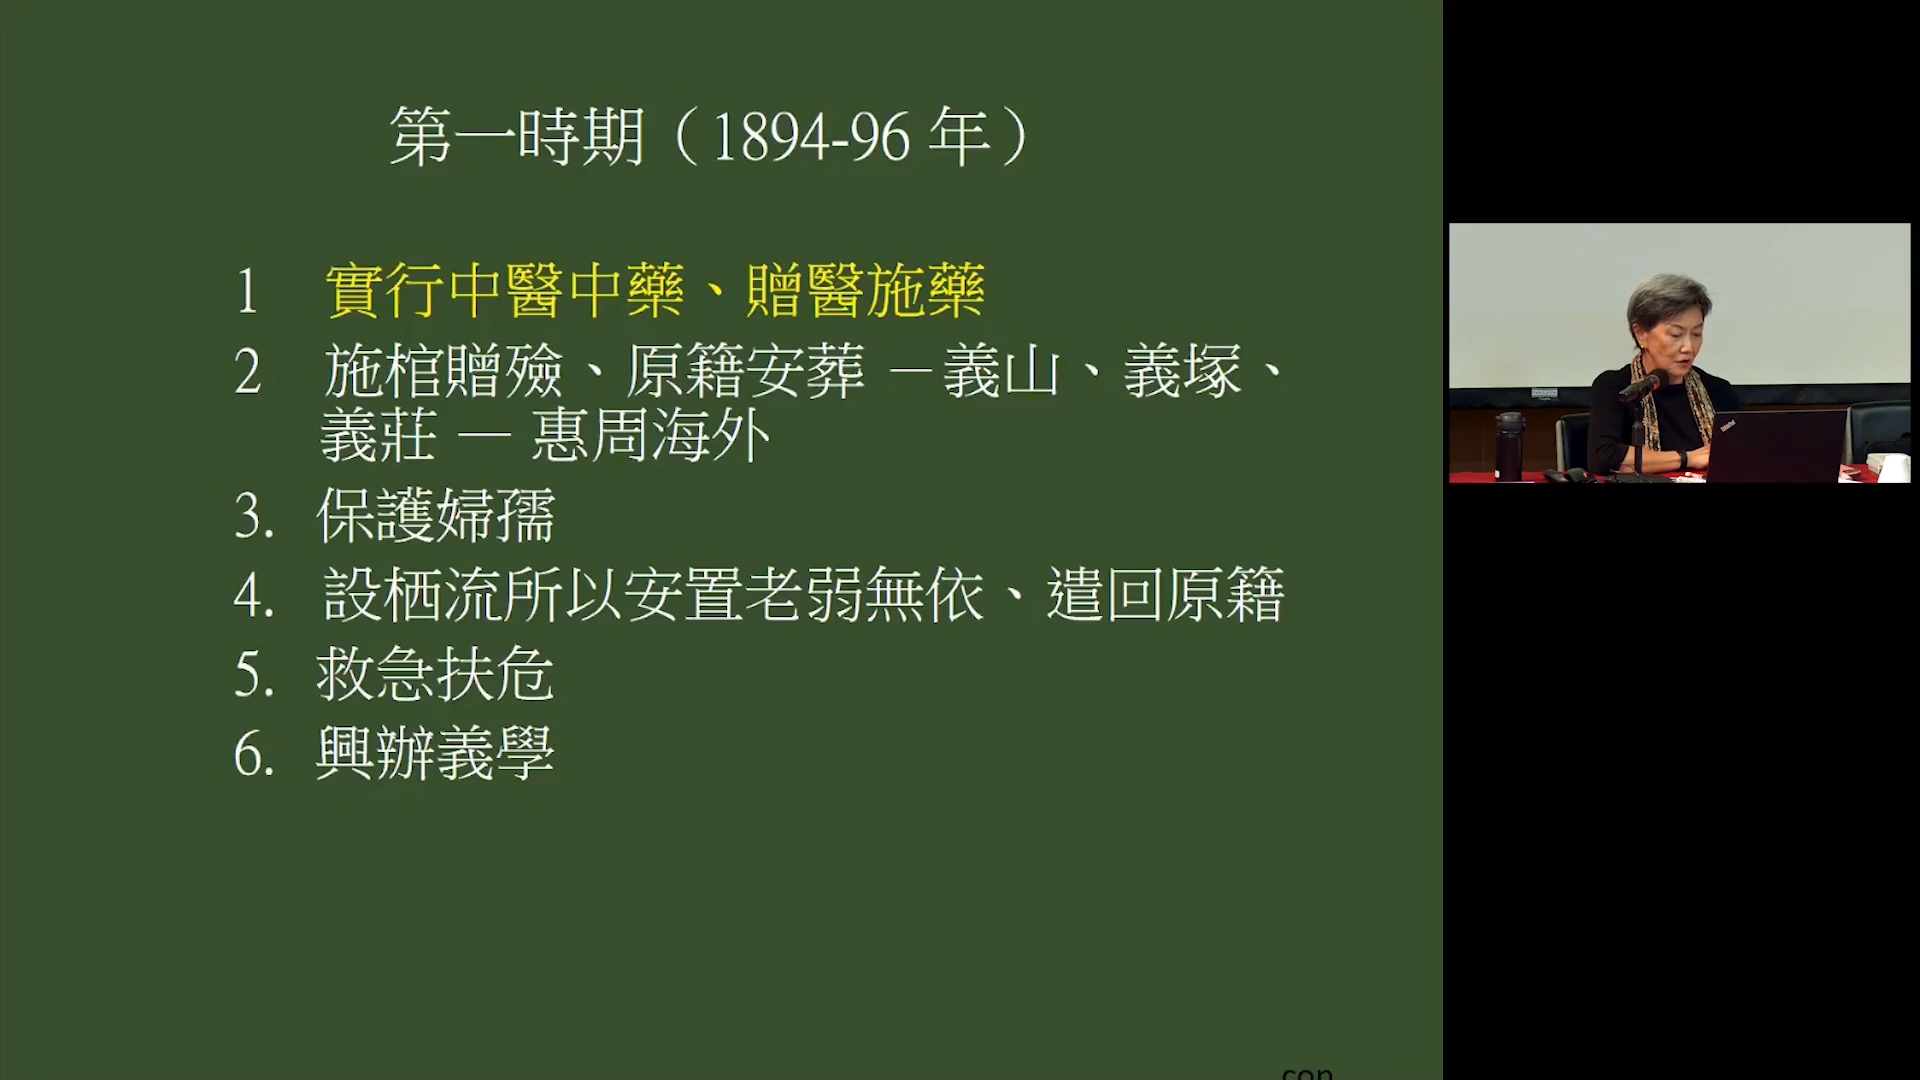 第一時期（1894-96 年）
1 實行中醫中藥、贈醫施藥
2 施棺贈殮、原籍安葬 －義山、義塚、
義莊 — 惠周海外
3. 保護婦孺
4. 設栖流所以安置老弱無依、遣回原籍
5. 救急扶危
6. 興辦義學
con